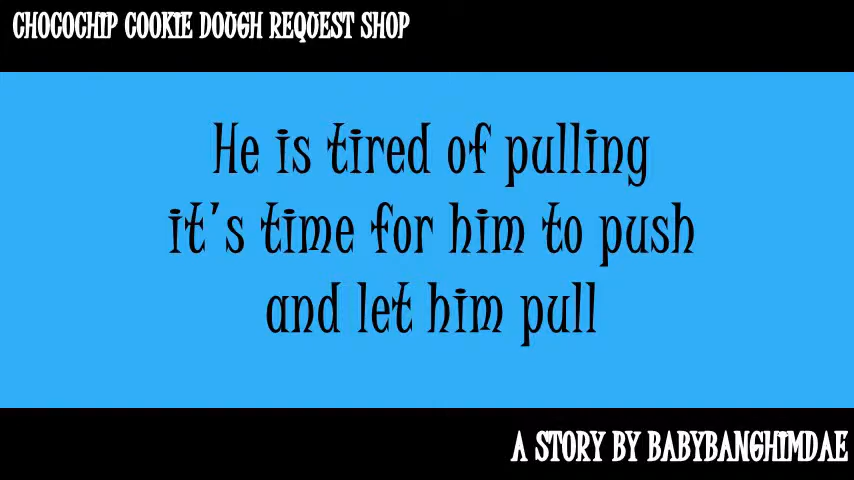 CHOCOCHIP COOKIE DOUGH REQUEST SHOP
He is tired of pulling
it's time for him to push
and let him pull
A STORY BY BABYBANGHIMDAE